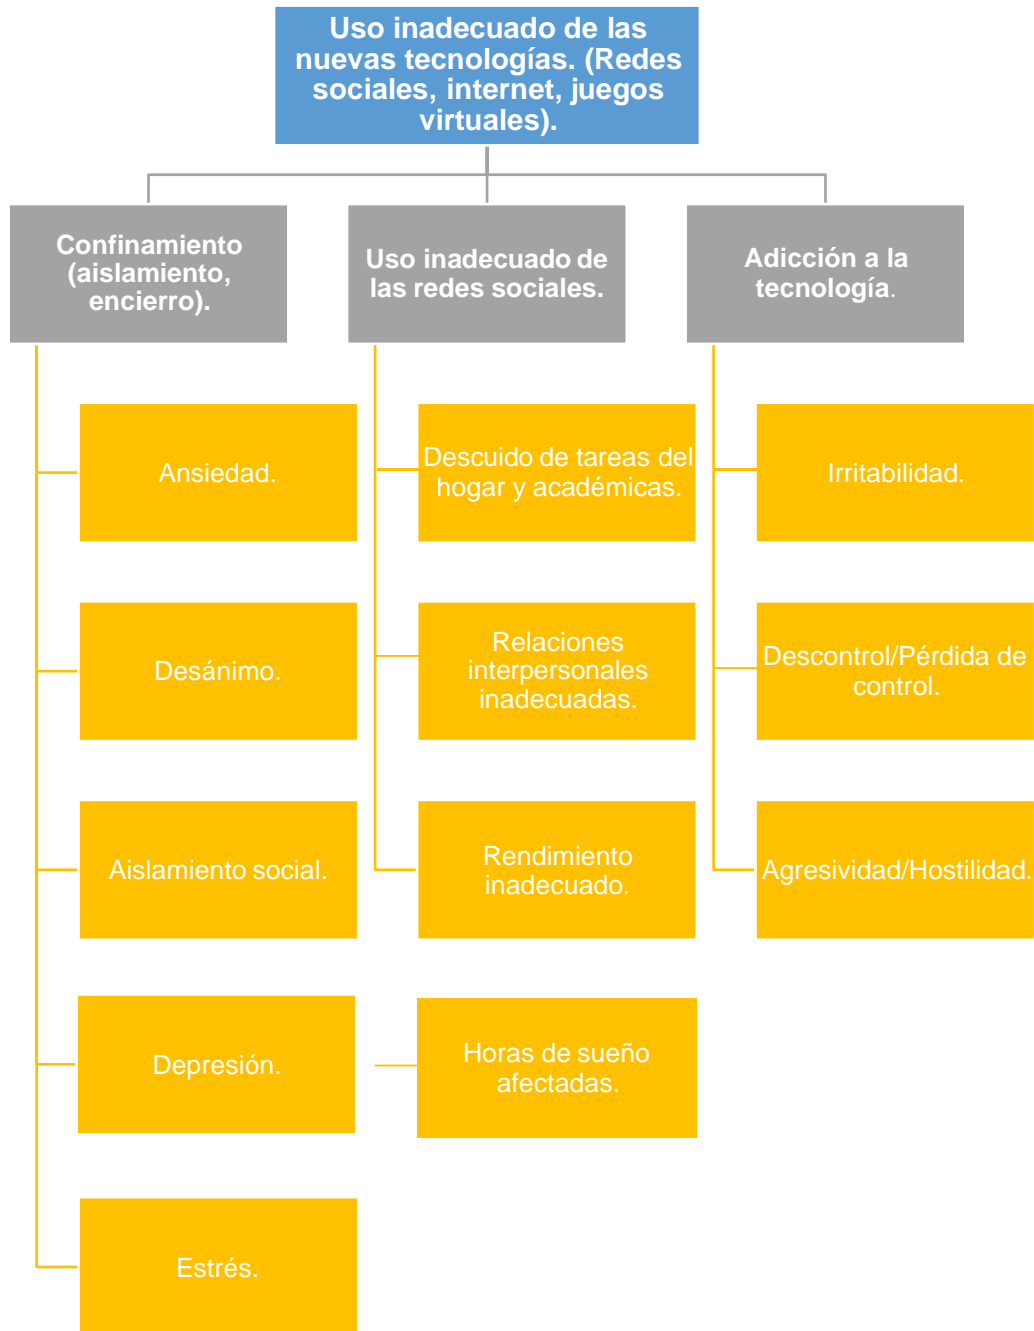 Uso inadecuado de las
nuevas tecnologías. (Redes
sociales, internet, juegos
virtuales).
Confinamiento
(aislamiento,
encierro).
Uso inadecuado de
las redes sociales.
Adicción a la
tecnología.
Ansiedad.
Descuido de tareas del
hogar y académicas.
Irritabilidad.
Desánimo.
Relaciones
interpersonales
inadecuadas.
Descontrol/Pérdida de
control.
Aislamiento social.
Rendimiento
inadecuado.
Agresividad/Hostilidad.
Depresión.
Horas de sueño
afectadas.
Estrés.